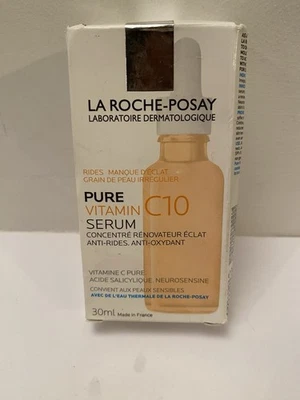 LA ROCHE-POSAY
LABORATOIRE DERMATOLOGIQUE
RIDES, MANQUE D'ÉCLAT
GRAIN DE PEAU IRRÉGULIER
PURE
VITAMIN C10
SERUM
CONCENTRÉ RÉNOVATEUR ÉCLAT
ANTI-RIDES, ANTI-OXYDANT
VITAMINE C PURE
ACIDE SALICYLIQUE, NEUROSENSINE
CONVIENT AUX PEAUX SENSIBLES
AVEC DE L'EAU THERMALE DE LA ROCHE-POSAY
30ml Made in France